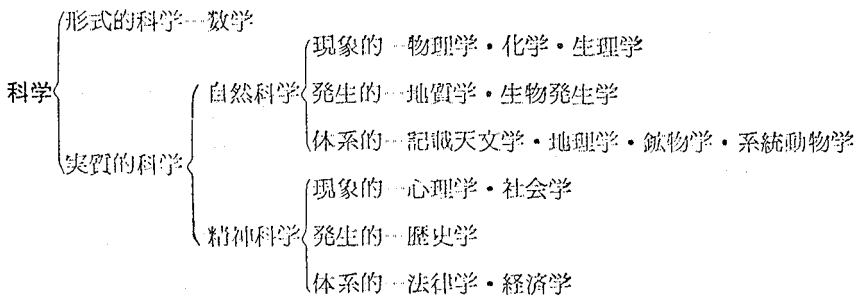 形式的科学…数学
現象的…物理学・化学・生理学
科学
自然科学
発生的…地質学・生物発生学
体系的…記載天文学・地理学・鉱物学・系統動物学
実質的科学
現象的…心理学・社会学
精神科学
発生的…歴史学
体系的…法律学・経済学